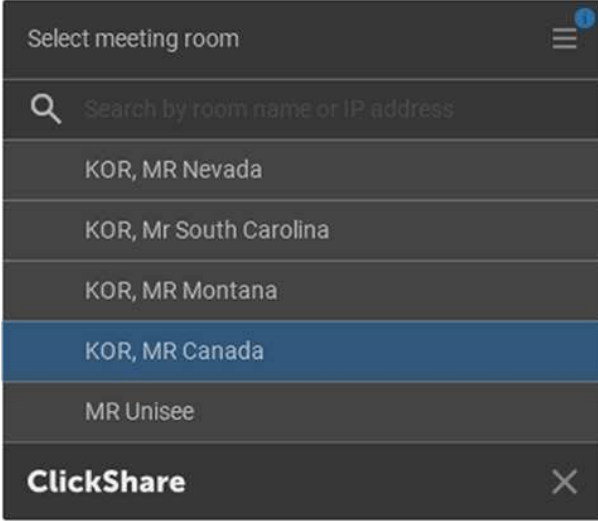 Select meeting room
i
Search by room name or IP address
KOR, MR Nevada
KOR, Mr South Carolina
KOR, MR Montana
KOR, MR Canada
MR Unisee
ClickShare